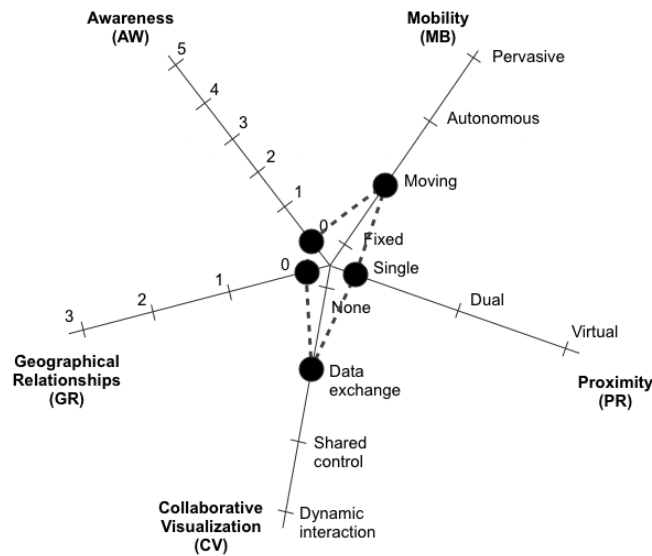 Awareness
(AW)
Mobility
(MB)
5
4
3
2
1
0
Pervasive
Autonomous
Moving
Fixed
Single
Dual
Virtual
Proximity
(PR)
0
1
2
3
Geographical
Relationships
(GR)
None
Data
exchange
Shared
control
Dynamic
interaction
Collaborative
Visualization
(CV)